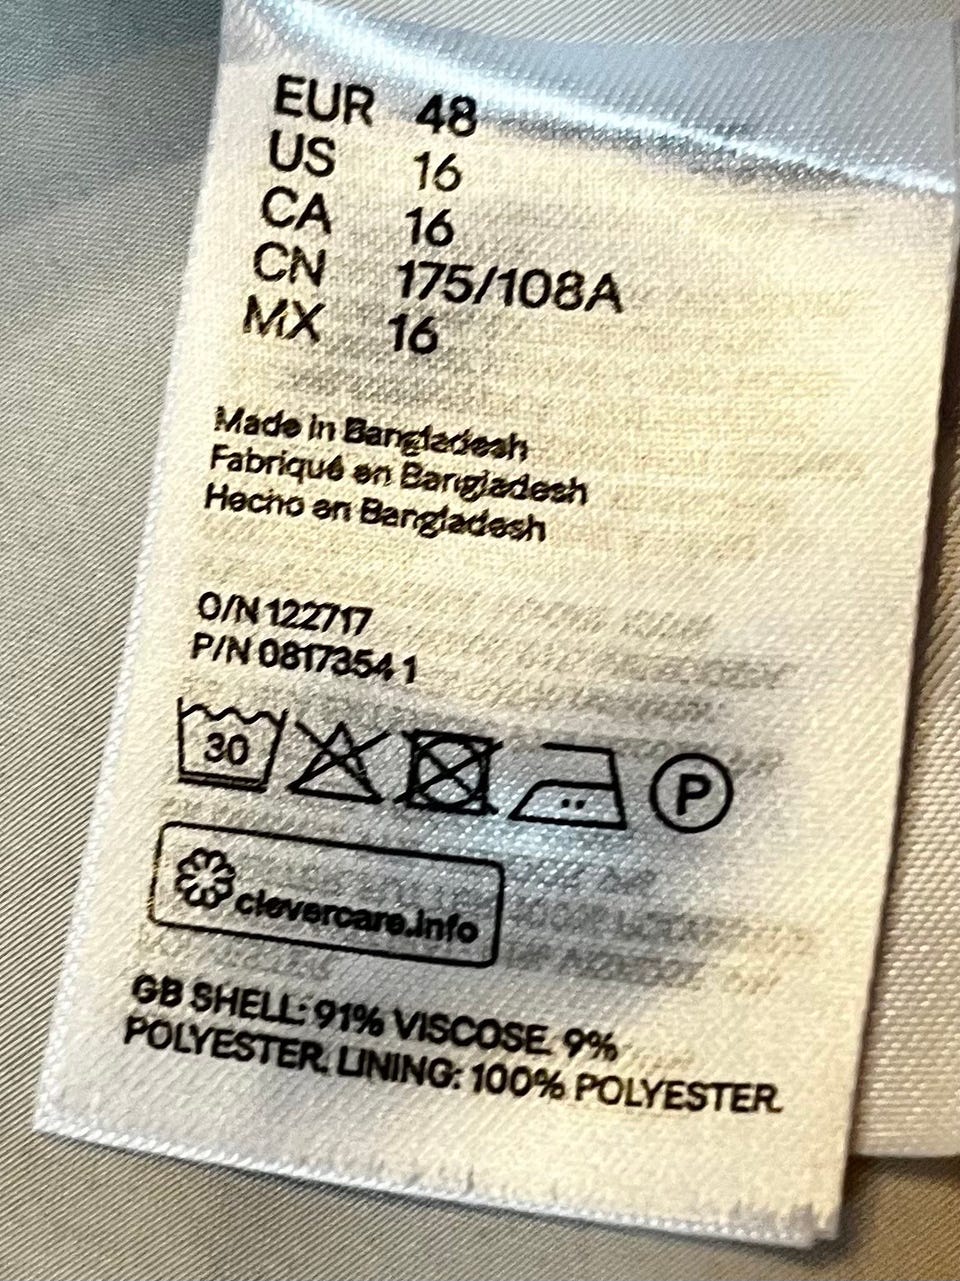 EUR 48
US 16
CA 16
CN 175/108A
MX 16
Made in Bangladesh
Fabriqué en Bangladesh
Hecho en Bangladesh
O/N 122717
P/N 0817354 1
30
P
clevercare.info
GB SHELL: 91% VISCOSE. 9%
POLYESTER. LINING: 100% POLYESTER.